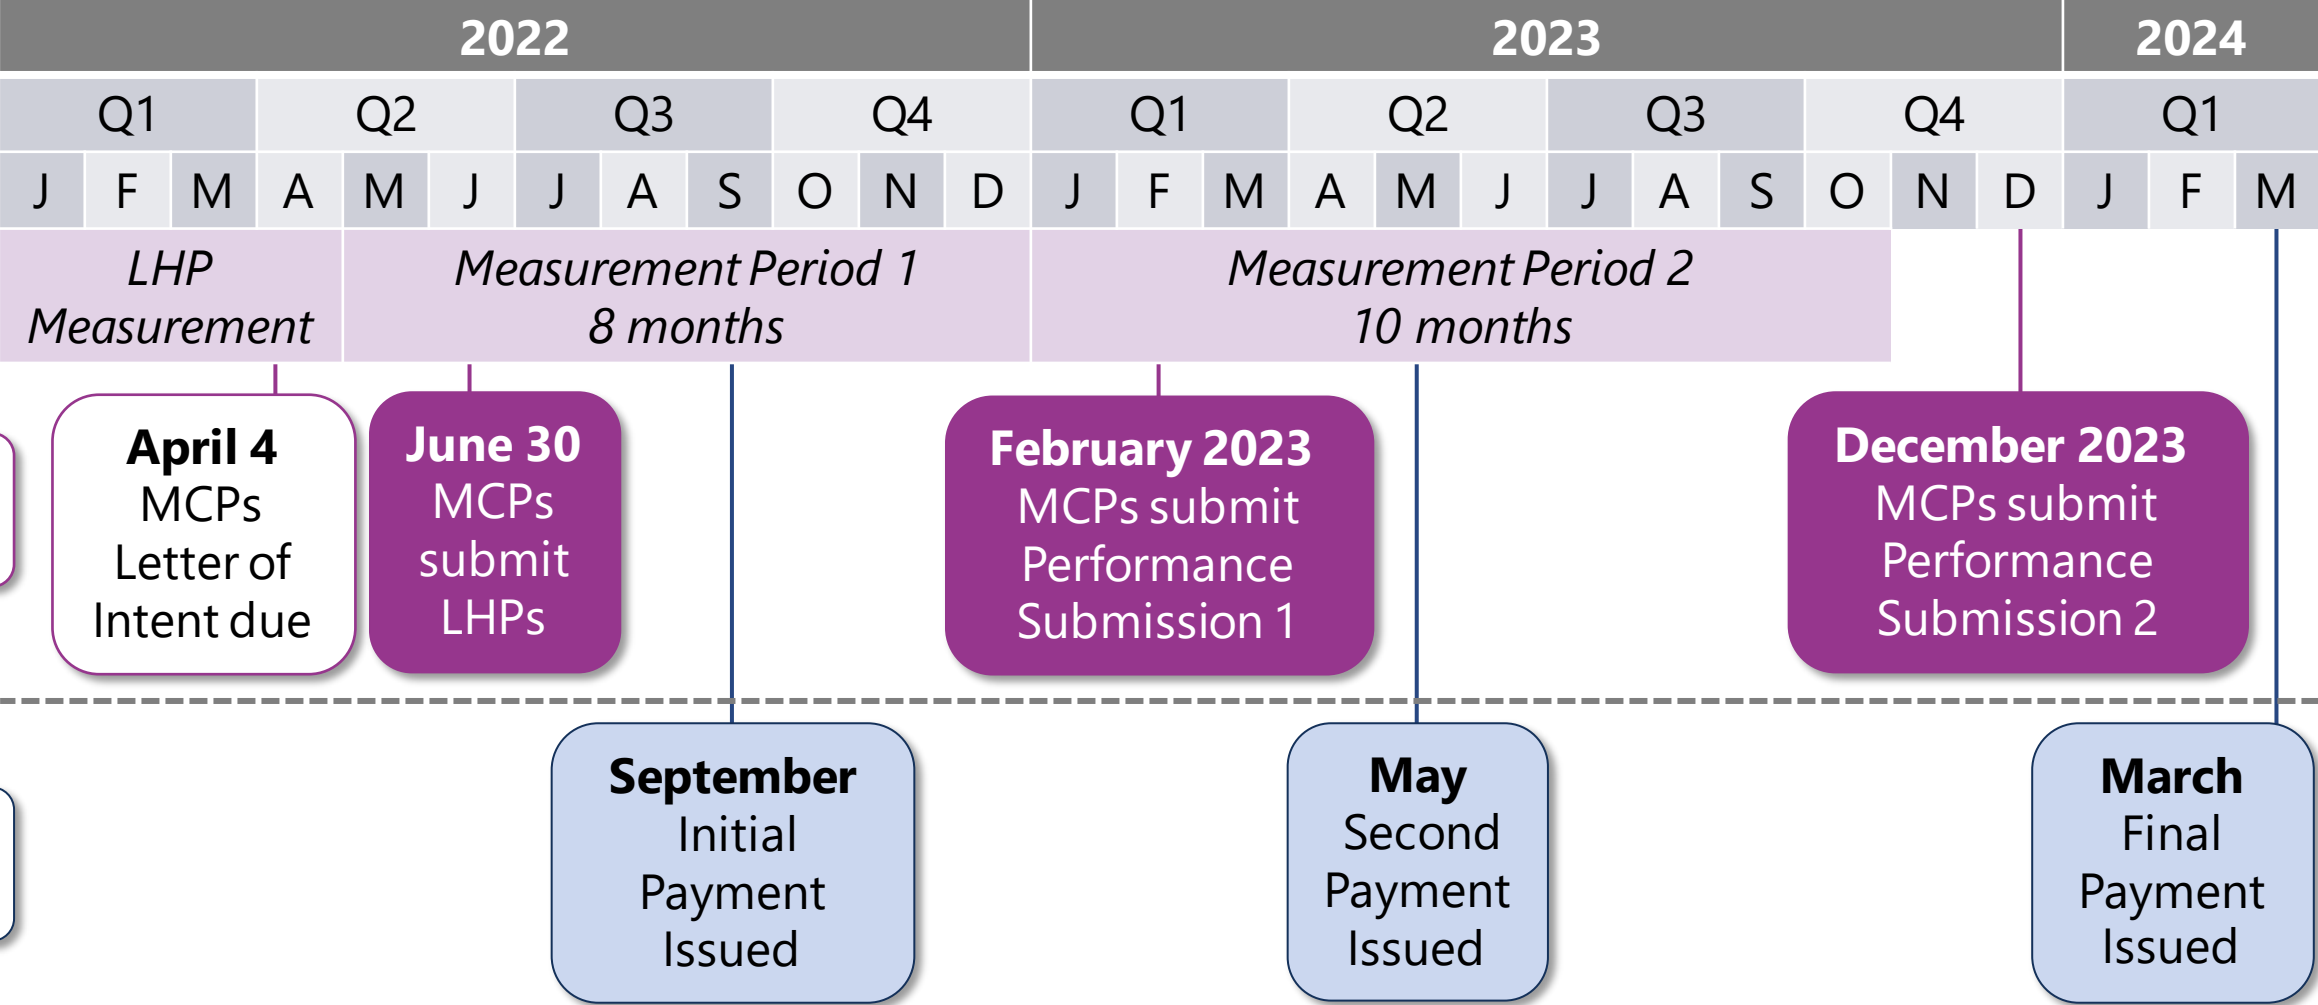 2022 2023 2024
Q1 Q2 Q3 Q4 Q1 Q2 Q3 Q4 Q1
J F M A M J J A S O N D J F M A M J J A S O N D J F M
LHP
Measurement
Measurement Period 1
8 months
Measurement Period 2
10 months
April 4
MCPs
Letter of
Intent due
June 30
MCPs
submit
LHPs
February 2023
MCPs submit
Performance
Submission 1
December 2023
MCPs submit
Performance
Submission 2
September
Initial
Payment
Issued
May
Second
Payment
Issued
March
Final
Payment
Issued